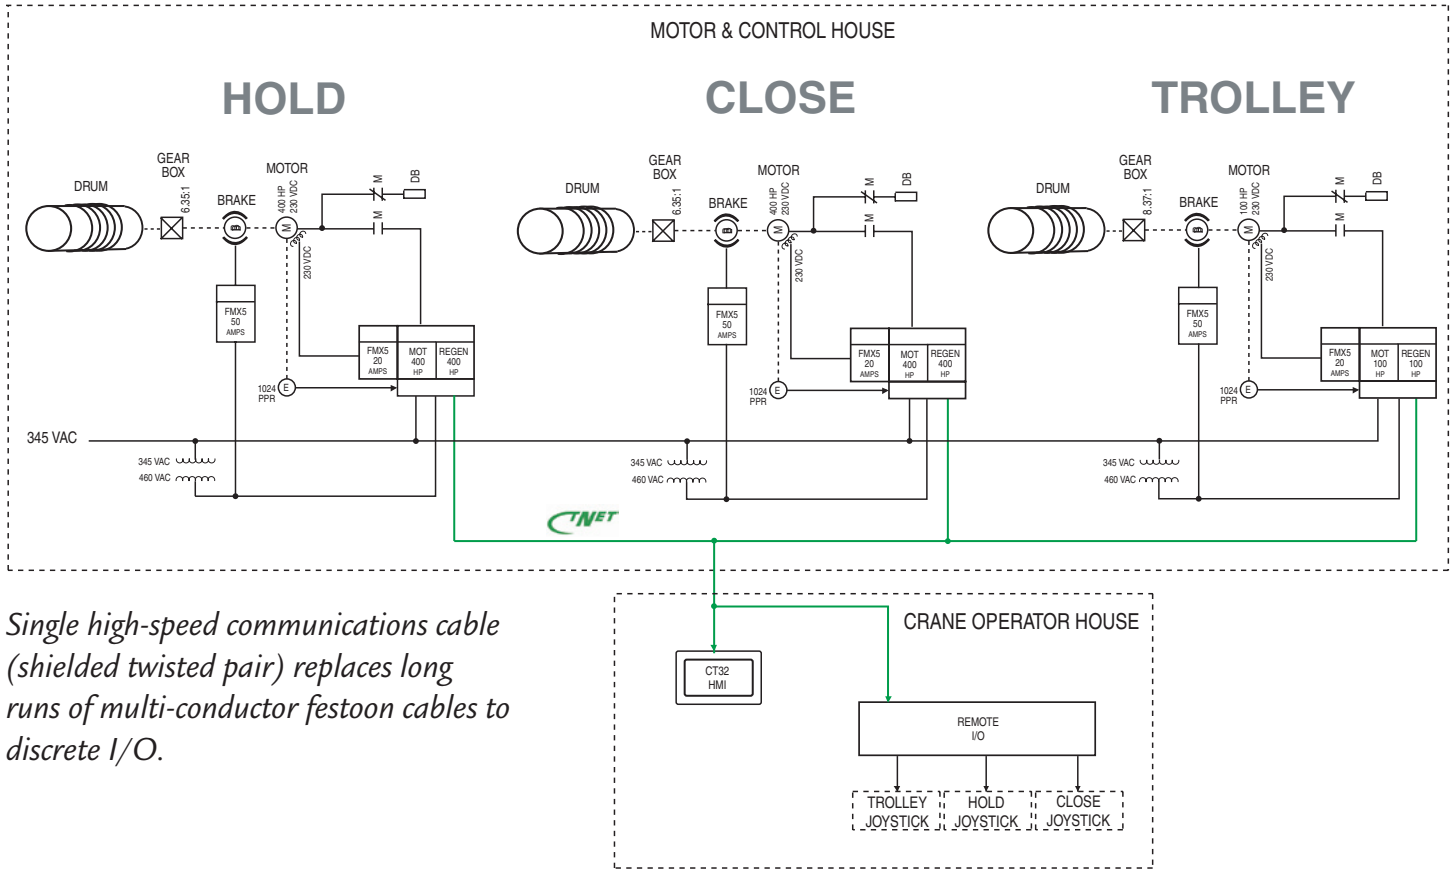 MOTOR & CONTROL HOUSE
HOLD
CLOSE
TROLLEY
DRUM
GEAR
BOX
6.35:1
BRAKE
MOTOR
400 HP
230 VDC
M
DB
M
M
B
230 VDC
FMX5
50
AMPS
FMX5
20
AMPS
MOT
400
HP
REGEN
400
HP
1024
PPR
E
DRUM
GEAR
BOX
6.35:1
BRAKE
MOTOR
400 HP
230 VDC
M
DB
M
M
B
230 VDC
FMX5
50
AMPS
FMX5
20
AMPS
MOT
400
HP
REGEN
400
HP
1024
PPR
E
DRUM
GEAR
BOX
8.37:1
BRAKE
MOTOR
100 HP
230 VDC
M
DB
M
M
B
230 VDC
FMX5
50
AMPS
FMX5
20
AMPS
MOT
100
HP
REGEN
100
HP
1024
PPR
E
345 VAC
345 VAC
460 VAC
345 VAC
460 VAC
345 VAC
460 VAC
CTNET
Single high-speed communications cable
(shielded twisted pair) replaces long
runs of multi-conductor festoon cables to
discrete I/O.
CRANE OPERATOR HOUSE
CT32
HMI
REMOTE
I/O
TROLLEY
JOYSTICK
HOLD
JOYSTICK
CLOSE
JOYSTICK